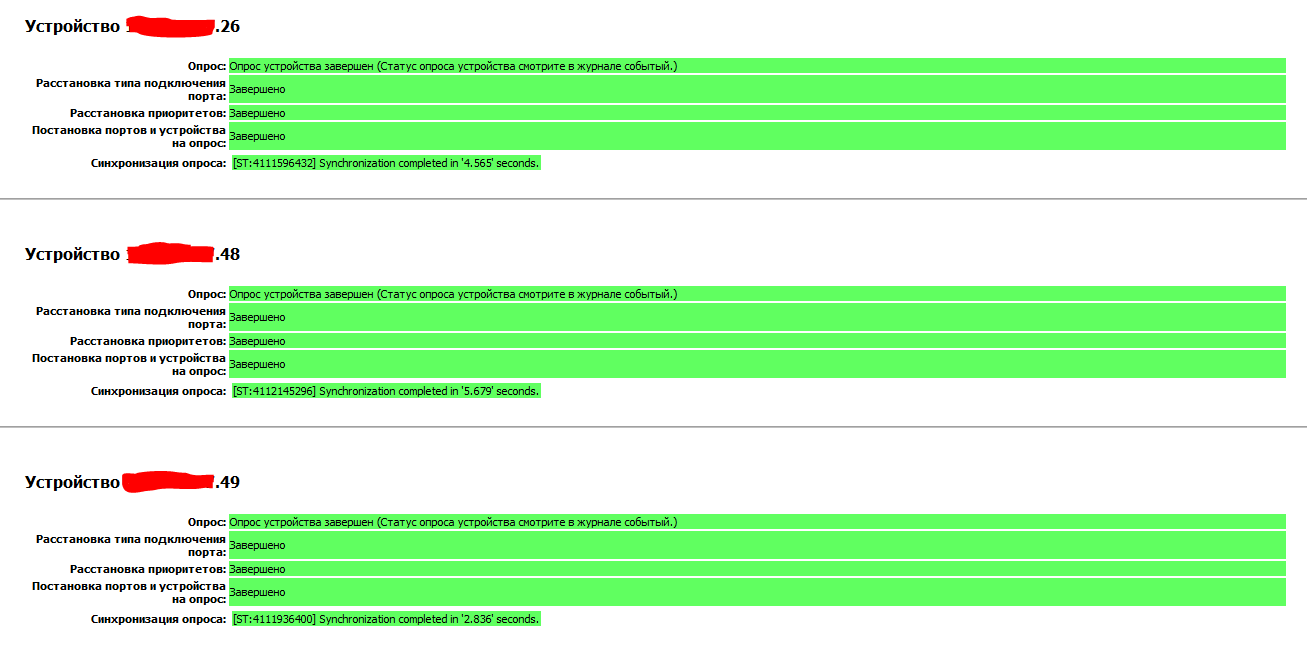 Устройство .26
Опрос: Опрос устройства завершен (Статус опроса устройства смотрите в журнале событый.)
Расстановка типа подключения
порта: Завершено
Расстановка приоритетов: Завершено
Постановка портов и устройства
на опрос: Завершено
Синхронизация опроса: [ST:4111596432] Synchronization completed in '4.565' seconds.
Устройство .48
Опрос: Опрос устройства завершен (Статус опроса устройства смотрите в журнале событый.)
Расстановка типа подключения
порта: Завершено
Расстановка приоритетов: Завершено
Постановка портов и устройства
на опрос: Завершено
Синхронизация опроса: [ST:4112145296] Synchronization completed in '5.679' seconds.
Устройство .49
Опрос: Опрос устройства завершен (Статус опроса устройства смотрите в журнале событый.)
Расстановка типа подключения
порта: Завершено
Расстановка приоритетов: Завершено
Постановка портов и устройства
на опрос: Завершено
Синхронизация опроса: [ST:4111936400] Synchronization completed in '2.836' seconds.